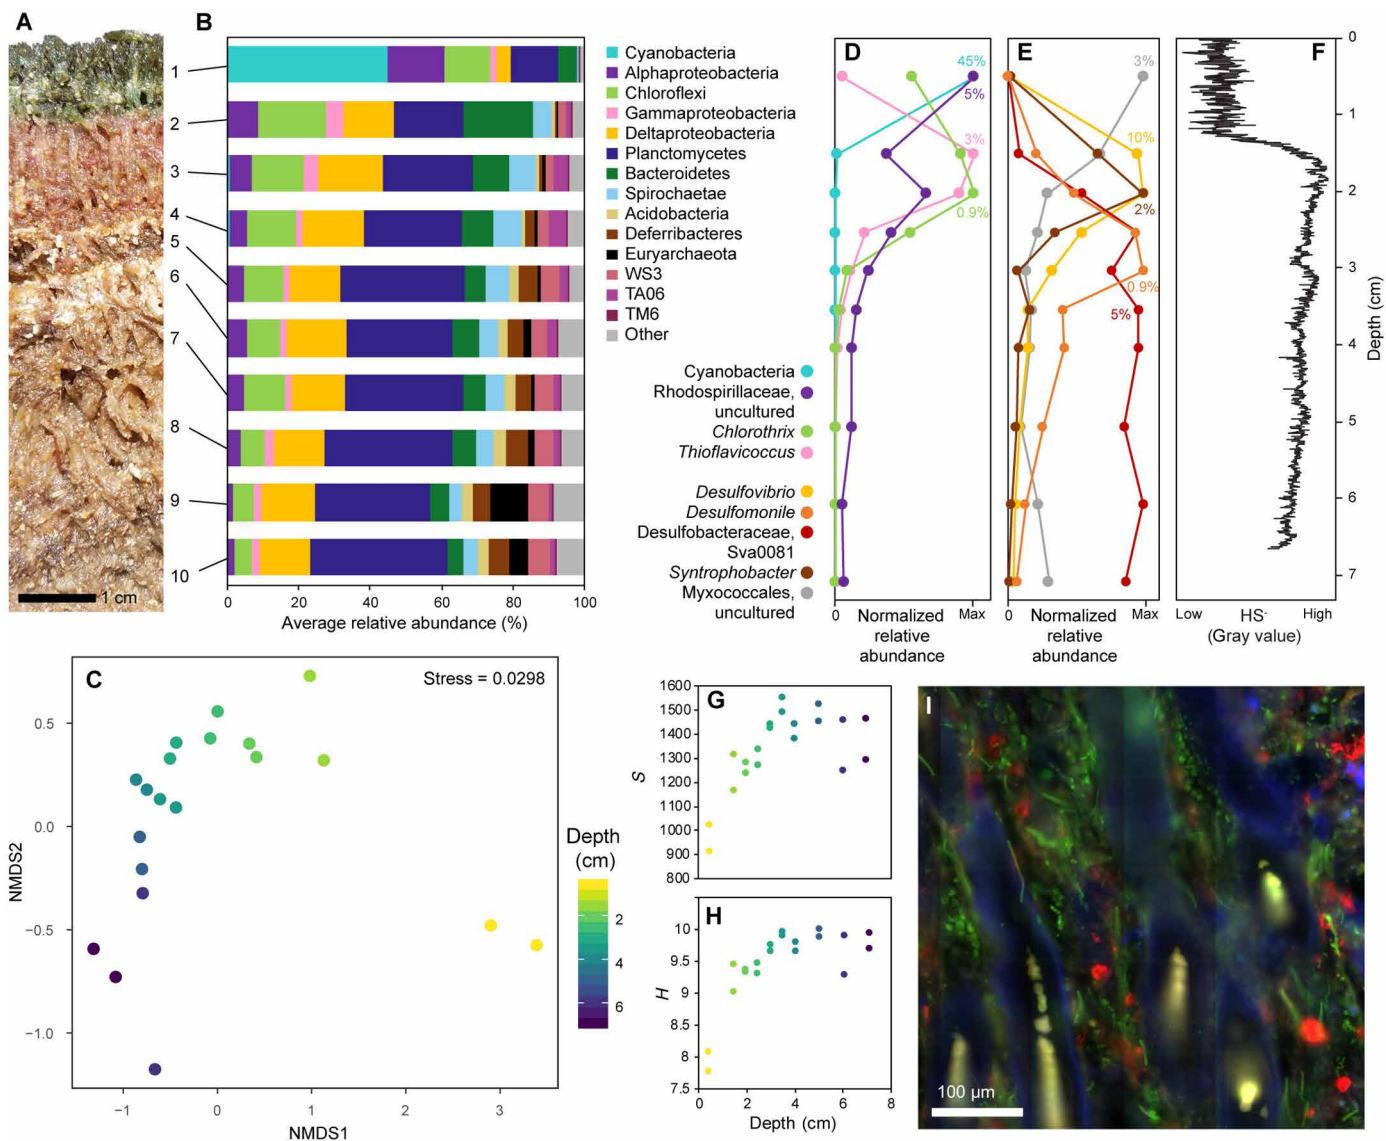 A
B
D
E
F
1
2
3
4
5
6
7
8
9
10
1 cm
0
20
40
60
80
100
Average relative abundance (%)
Cyanobacteria
Alphaproteobacteria
Chloroflexi
Gammaproteobacteria
Deltaproteobacteria
Planctomycetes
Bacteroidetes
Spirochaetae
Acidobacteria
Deferribacteres
Euryarchaeota
WS3
TA06
TM6
Other
Cyanobacteria
Rhodospirillaceae,
uncultured
Chlorothrix
Thioflavicoccus
Desulfovibrio
Desulfomonile
Desulfobacteraceae,
Sva0081
Syntrophobacter
Myxococcales,
uncultured
45%
5%
3%
0.9%
0
Normalized
relative
abundance
Max
3%
10%
2%
0.9%
5%
0
Normalized
relative
abundance
Max
0
1
2
3
4
5
6
7
Depth (cm)
Low
HS-
High
(Gray value)
C
Stress = 0.0298
0.5
0.0
−0.5
−1.0
NMDS2
−1
0
1
2
3
NMDS1
Depth
(cm)
2
4
6
G
1600
1500
1400
1300
1200
1100
1000
900
800
S
H
10
9.5
9
8.5
8
7.5
H
0
2
4
6
8
Depth (cm)
I
100 µm